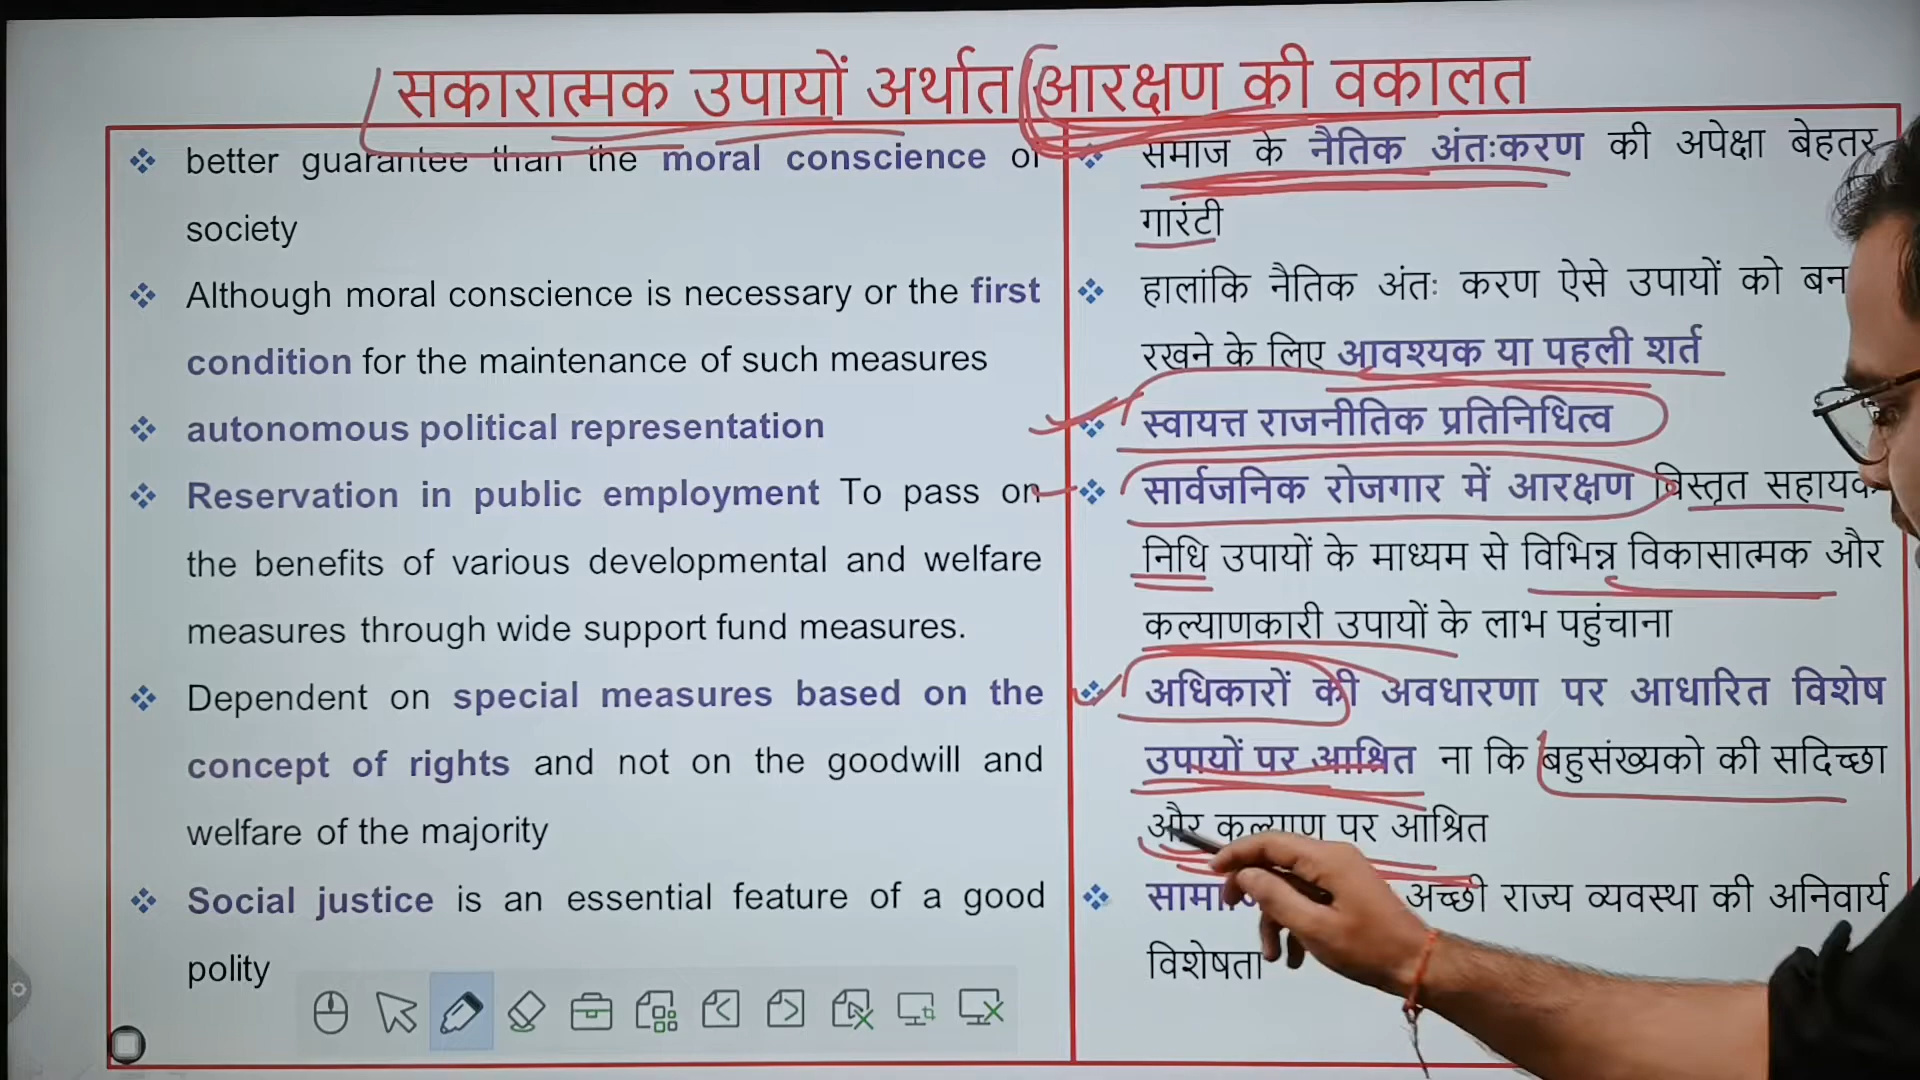 सकारात्मक उपायों अर्थात आरक्षण की वकालत
better guarantee than the moral conscience of
society
Although moral conscience is necessary or the first
condition for the maintenance of such measures
autonomous political representation
Reservation in public employment To pass on
the benefits of various developmental and welfare
measures through wide support fund measures.
Dependent on special measures based on the
concept of rights and not on the goodwill and
welfare of the majority
Social justice is an essential feature of a good
polity
समाज के नैतिक अंतःकरण की अपेक्षा बेहतर
गारंटी
हालांकि नैतिक अंतः करण ऐसे उपायों को
रखने के लिए आवश्यक या पहली शर्त
स्वायत्त राजनीतिक प्रतिनिधित्व
सार्वजनिक रोजगार में आरक्षण विस्तृत सहायक
निधि उपायों के माध्यम से विभिन्न विकासात्मक और
कल्याणकारी उपायों के लाभ पहुंचाना
अधिकारों की अवधारणा पर आधारित विशेष
उपायों पर आश्रित ना कि बहुसंख्यको की सदिच्छा
और कल्याण पर आश्रित
अच्छी राज्य व्यवस्था की अनिवार्य
विशेषता